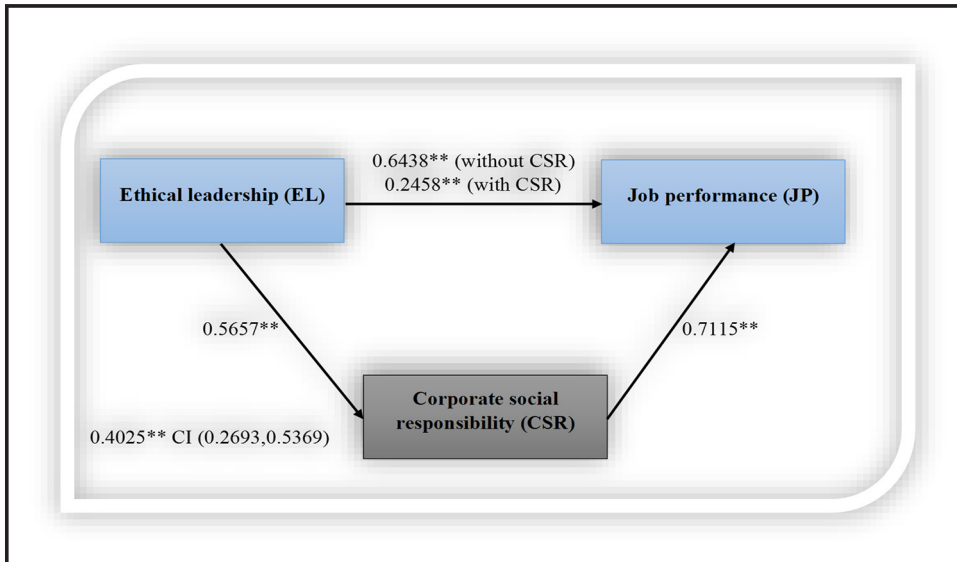 0.6438** (without CSR)
0.2458** (with CSR)
Ethical leadership (EL)
Job performance (JP)
0.5657**
0.7115**
Corporate social
responsibility (CSR)
0.4025** CI (0.2693,0.5369)